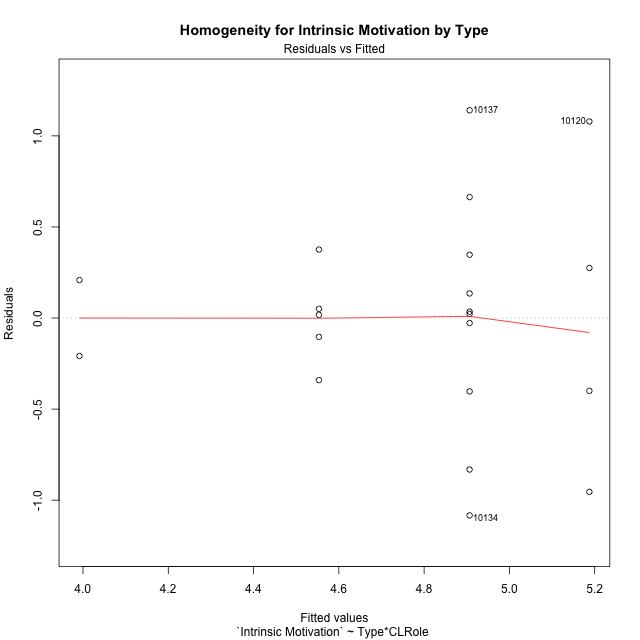 Homogeneity for Intrinsic Motivation by Type
Residuals vs Fitted
10137
10120
1.0
0.5
0.0
-0.5
-1.0
Residuals
10134
4.0 4.2 4.4 4.6 4.8 5.0 5.2
Fitted values
`Intrinsic Motivation` ~ Type*CLRole